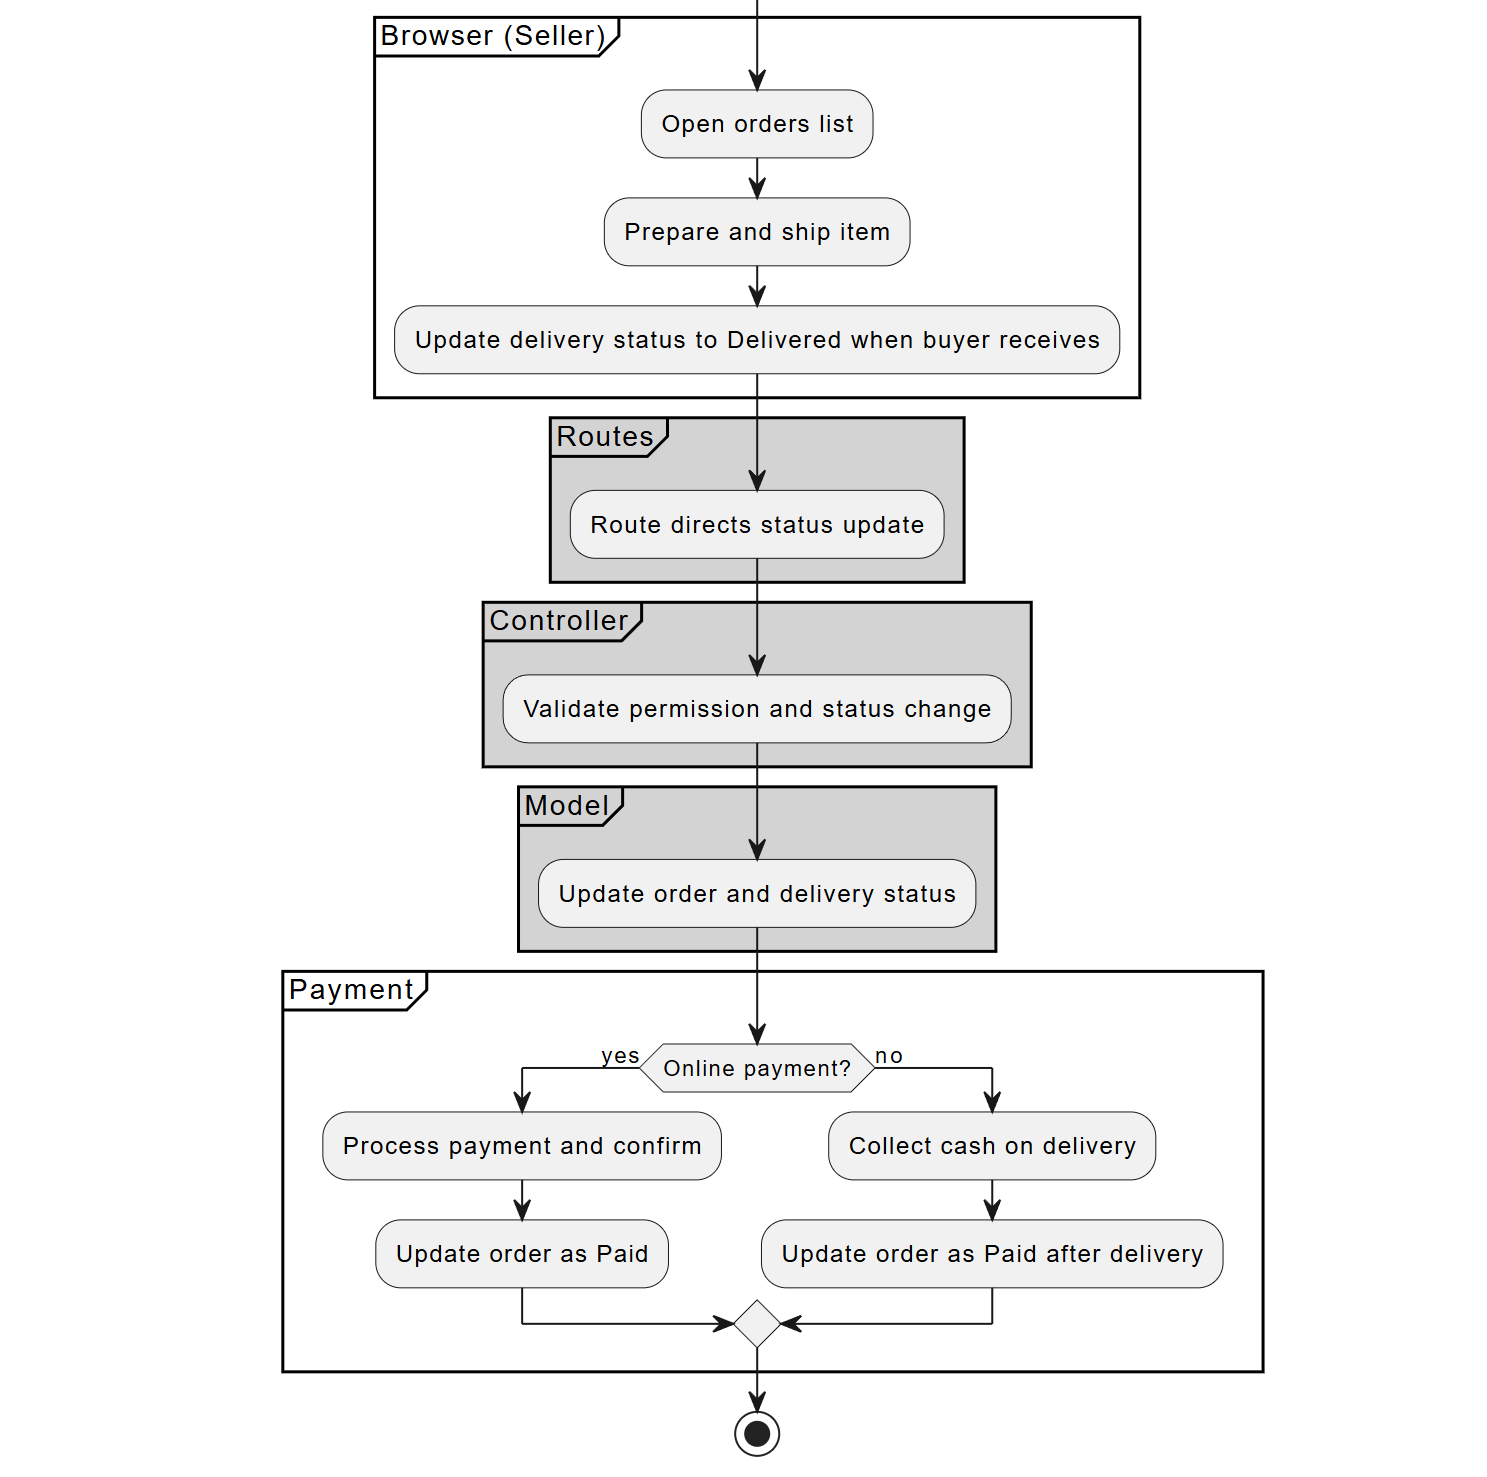 Browser (Seller)
Open orders list
Prepare and ship item
Update delivery status to Delivered when buyer receives
Routes
Route directs status update
Controller
Validate permission and status change
Model
Update order and delivery status
Payment
yes
Online payment?
no
Process payment and confirm
Collect cash on delivery
Update order as Paid
Update order as Paid after delivery